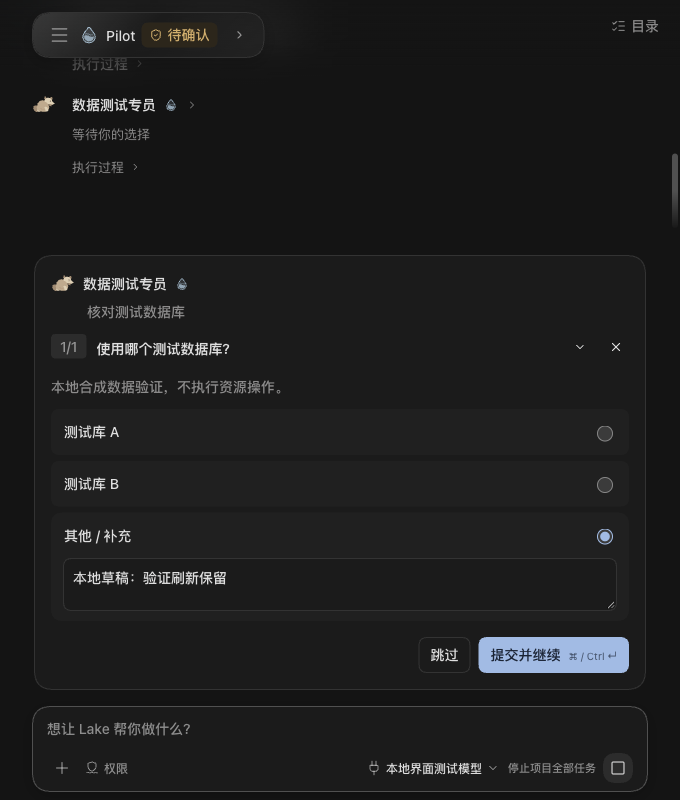 Pilot 待确认
目录
执行过程
数据测试专员
等待你的选择
执行过程
数据测试专员
核对测试数据库
1/1 使用哪个测试数据库?
本地合成数据验证，不执行资源操作。
测试库 A
测试库 B
其他 / 补充
本地草稿：验证刷新保留
跳过 提交并继续 ⌘ / Ctrl ↵
想让 Lake 帮你做什么?
权限 本地界面测试模型 停止项目全部任务